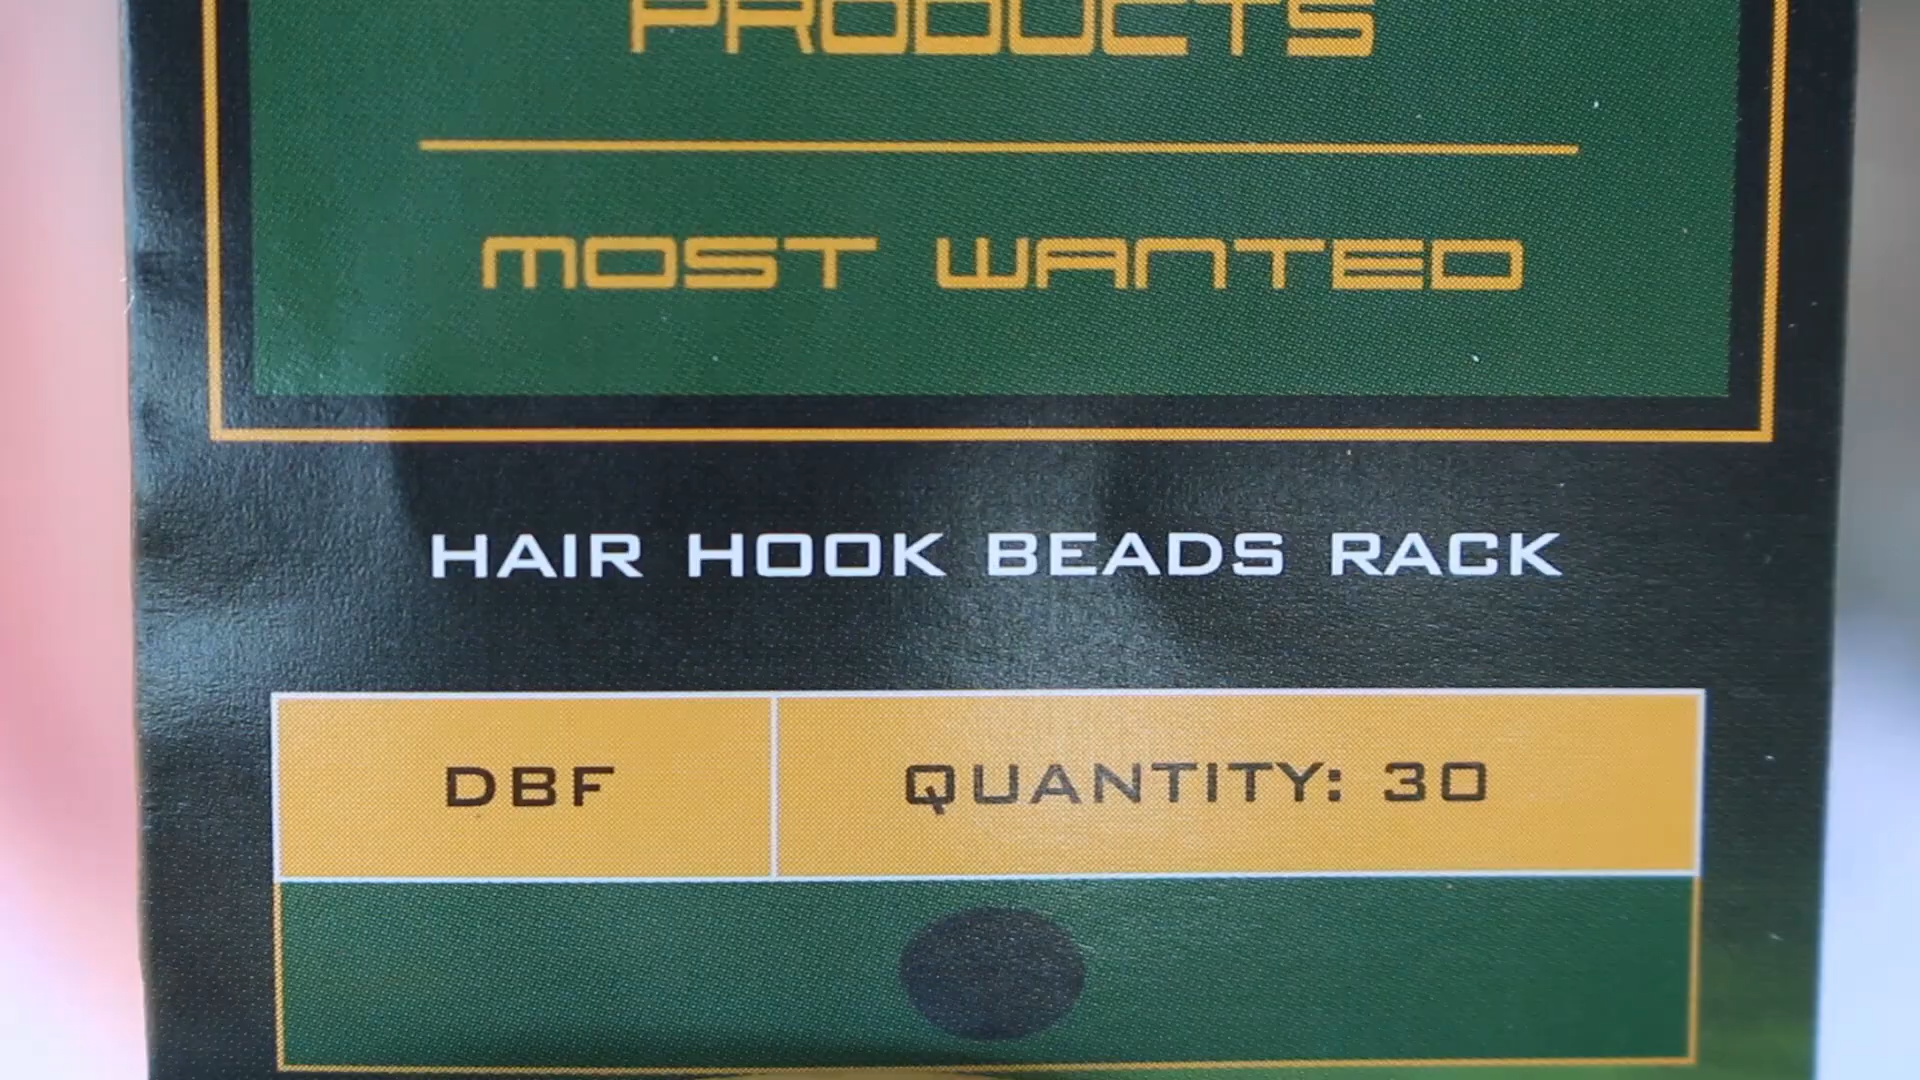 PRODUCTS
MOST WANTED
HAIR HOOK BEADS RACK
DBF
QUANTITY: 30